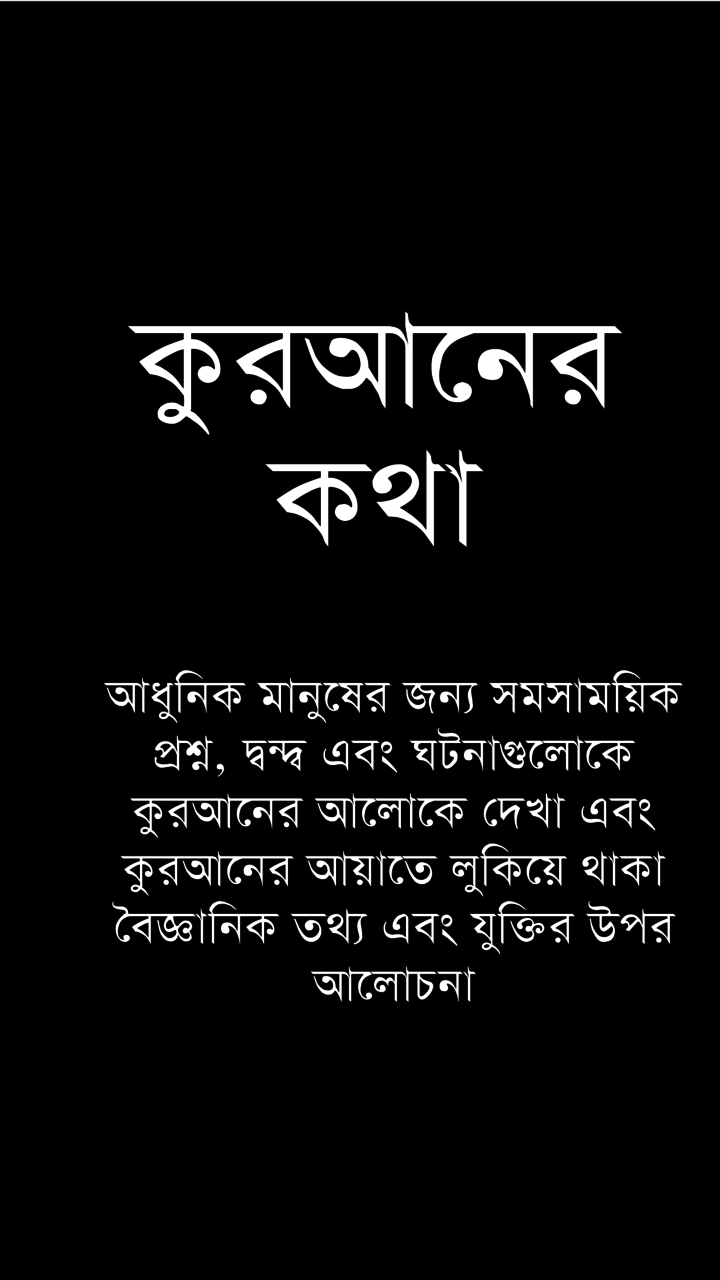 কুরআনের
কথা
আধুনিক মানুষের জন্য সমসাময়িক
প্রশ্ন, দ্বন্দ্ব এবং ঘটনাগুলোকে
কুরআনের আলোকে দেখা এবং
কুরআনের আয়াতে লুকিয়ে থাকা
বৈজ্ঞানিক তথ্য এবং যুক্তির উপর
আলোচনা